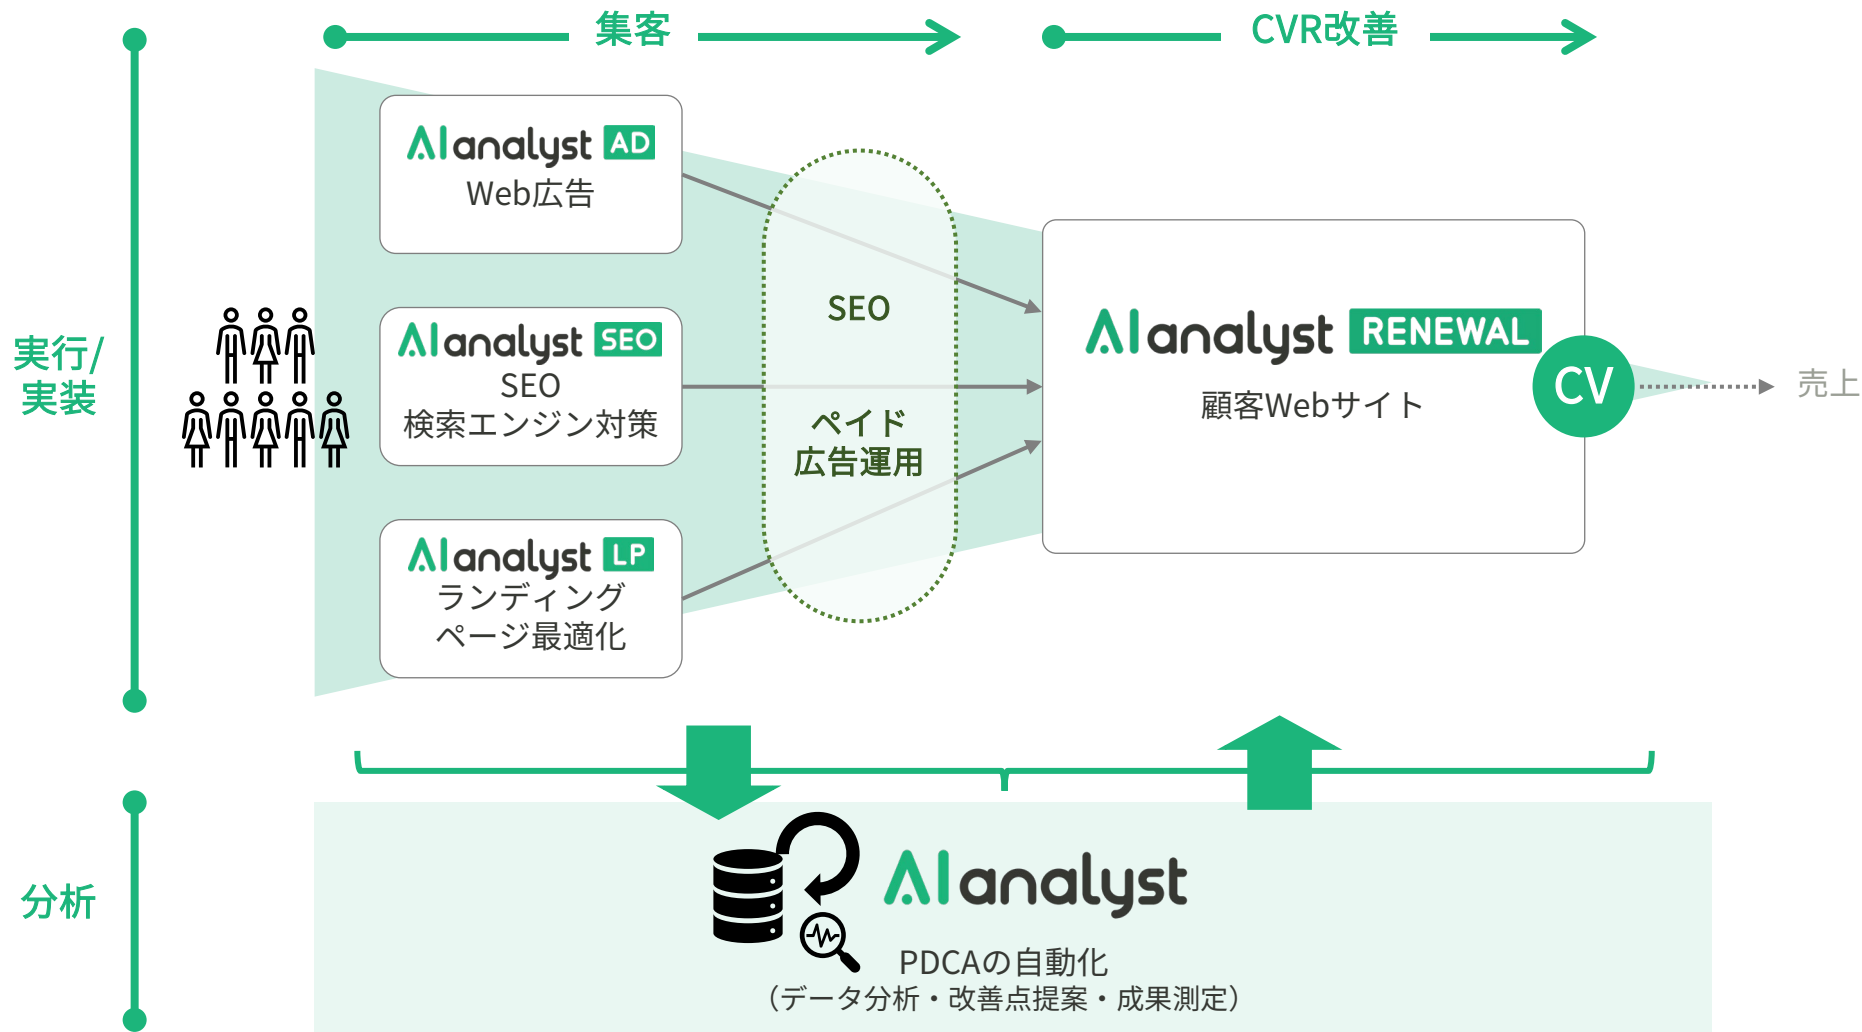 集客
CVR改善
AI analyst AD
Web広告
AI analyst SEO
SEO
検索エンジン対策
AI analyst LP
ランディング
ページ最適化
SEO
ペイド
広告運用
AI analyst RENEWAL
顧客Webサイト
CV
売上
実行/
実装
分析
AI analyst
PDCAの自動化
（データ分析・改善点提案・成果測定）